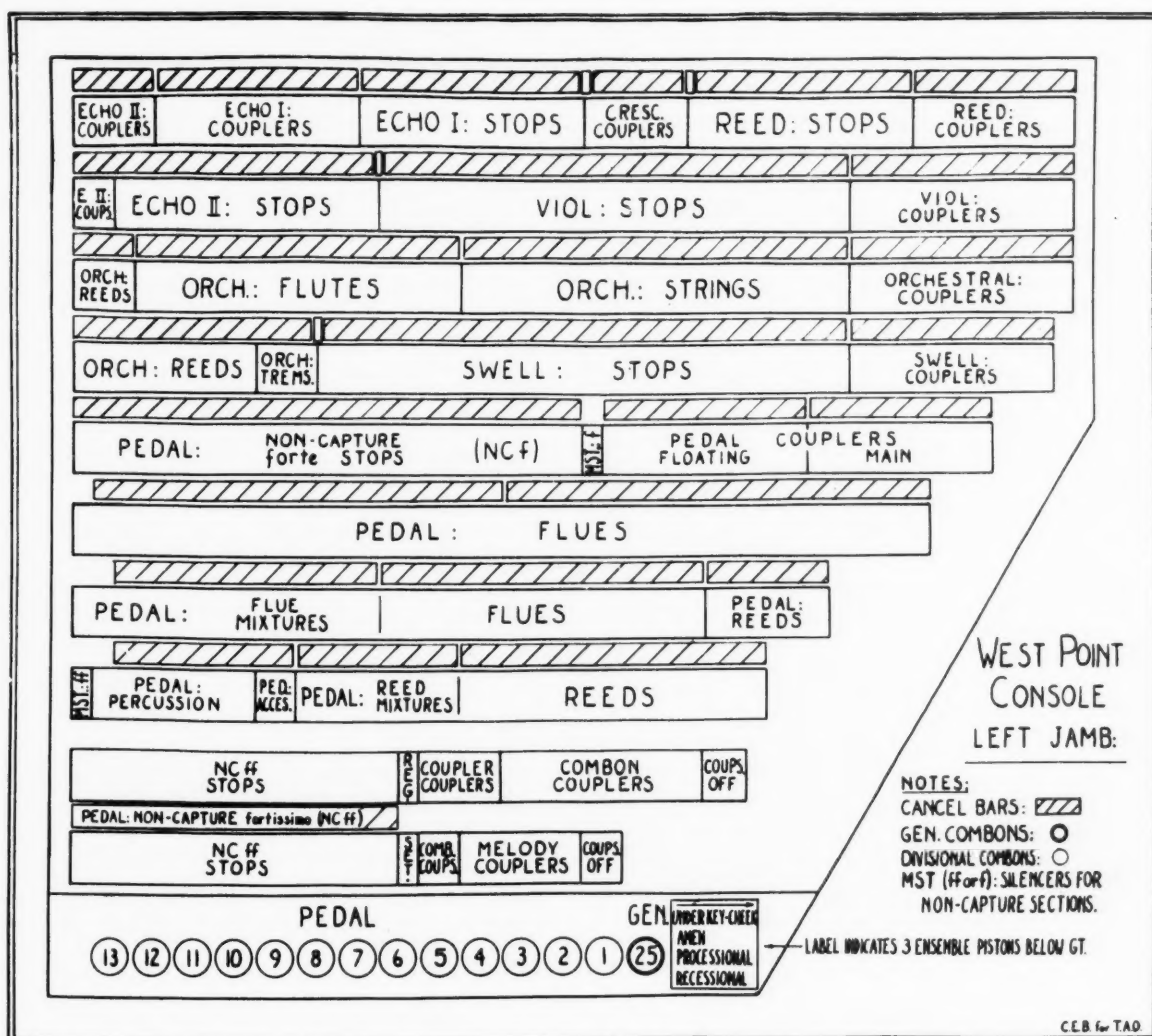 ECHO II: COUPLERS
ECHO I: COUPLERS
ECHO I: STOPS
CRESC. COUPLERS
REED: STOPS
REED: COUPLERS
E II: COUPS.
ECHO II: STOPS
VIOL: STOPS
VIOL: COUPLERS
ORCH: REEDS
ORCH.: FLUTES
ORCH.: STRINGS
ORCHESTRAL: COUPLERS
ORCH: REEDS
ORCH: TREMS.
SWELL: STOPS
SWELL: COUPLERS
PEDAL: NON-CAPTURE forte STOPS (NCf)
MST.: f
PEDAL COUPLERS
FLOATING MAIN
PEDAL: FLUES
PEDAL: FLUE MIXTURES
FLUES
PEDAL: REEDS
MST.: ff
PEDAL: PERCUSSION
PED: ACCES.
PEDAL: REED MIXTURES
REEDS
NC ff STOPS
REG.
COUPLER COUPLERS
COMBON COUPLERS
COUPS. OFF
PEDAL: NON-CAPTURE fortissimo (NC ff)
NC ff STOPS
SET.
COMB. COUPS.
MELODY COUPLERS
COUPS. OFF
PEDAL
GEN.
13 12 11 10 9 8 7 6 5 4 3 2 1 25
UNDER KEY-CHEEK
AMEN
PROCESSIONAL
RECESSIONAL
LABEL INDICATES 3 ENSEMBLE PISTONS BELOW GT.
WEST POINT
CONSOLE
LEFT JAMB:
NOTES:
CANCEL BARS:
GEN. COMBONS:
DIVISIONAL COMBONS:
MST (ff or f): SILENCERS FOR
NON-CAPTURE SECTIONS.
C.E.B. for T.A.O.